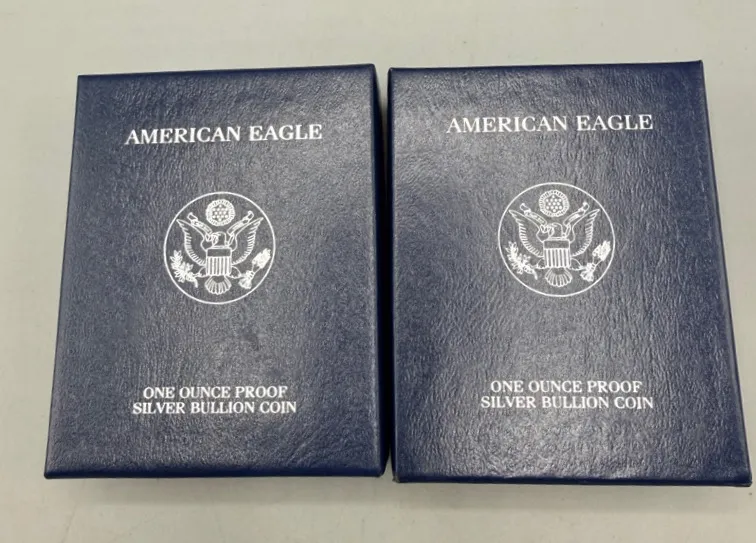 AMERICAN EAGLE
ONE OUNCE PROOF
SILVER BULLION COIN
AMERICAN EAGLE
ONE OUNCE PROOF
SILVER BULLION COIN